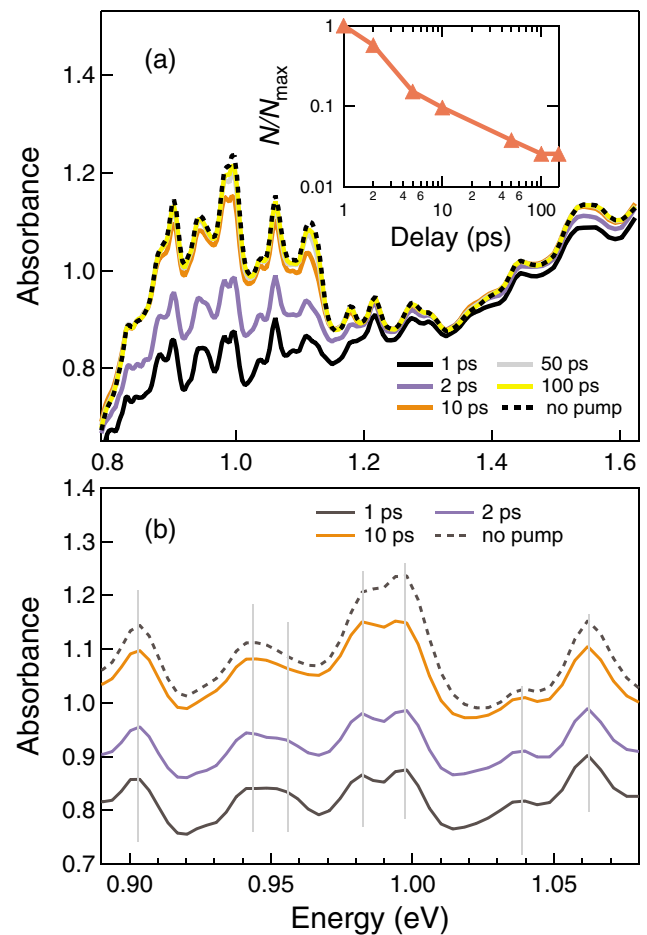 (a)
Absorbance
1.4
1.2
1.0
0.8
0.8
1.0
1.2
1.4
1.6
N/Nmax
1
0.1
0.01
1
2
4
6
10
2
4
6
100
Delay (ps)
1 ps
50 ps
2 ps
100 ps
10 ps
no pump
(b)
Absorbance
1.4
1.3
1.2
1.1
1.0
0.9
0.8
0.7
1 ps
2 ps
10 ps
no pump
0.90
0.95
1.00
1.05
Energy (eV)